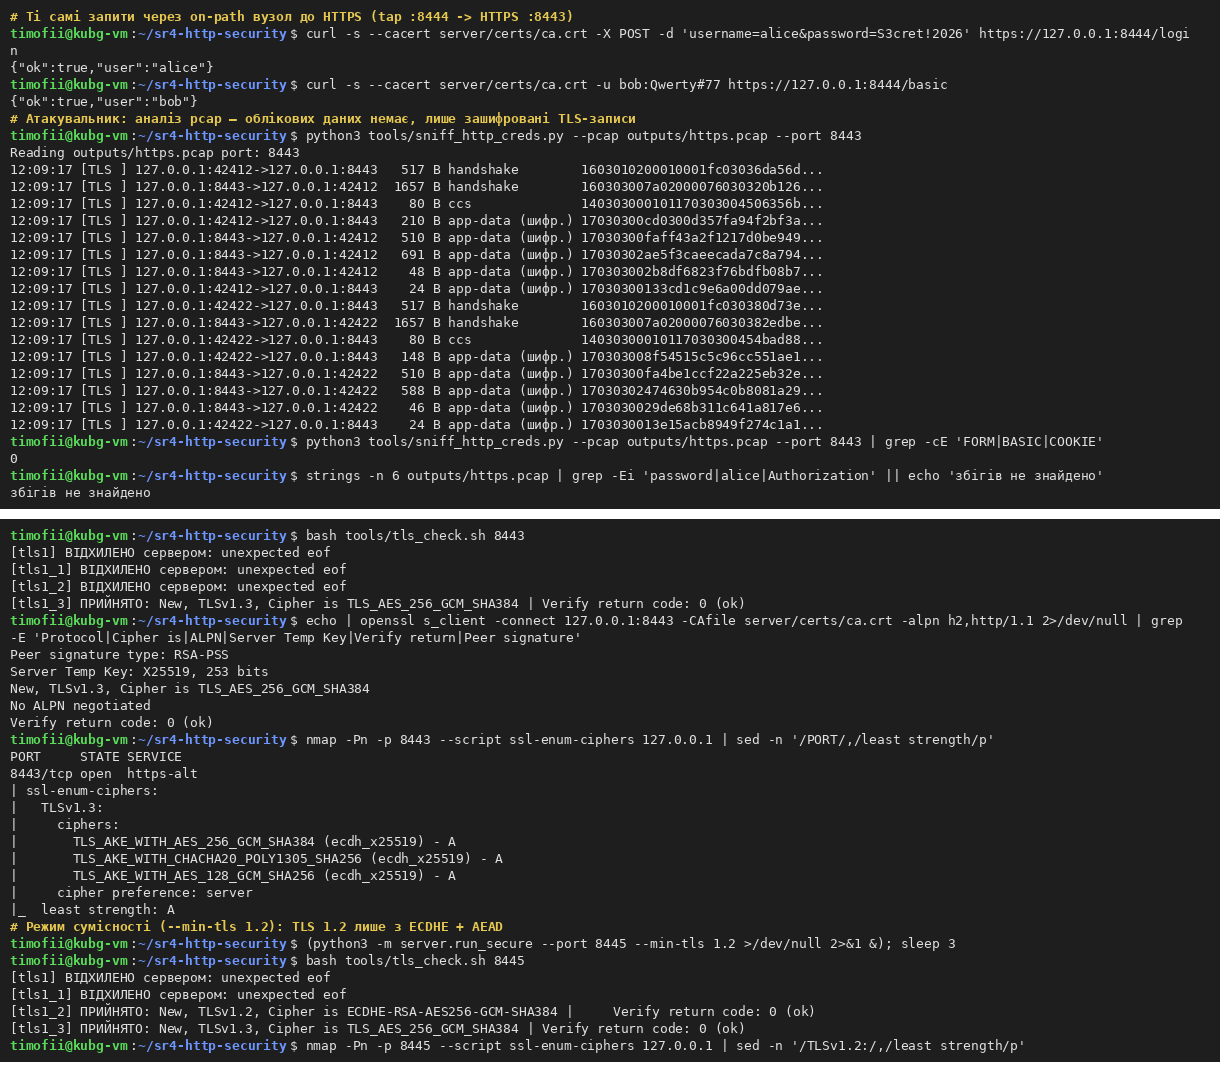 # Ті самі запити через on-path вузол до HTTPS (tap :8444 -> HTTPS :8443)
timofii@kubg-vm:~/sr4-http-security$ curl -s --cacert server/certs/ca.crt -X POST -d 'username=alice&password=S3cret!2026' https://127.0.0.1:8444/logi
n
{"ok":true,"user":"alice"}
timofii@kubg-vm:~/sr4-http-security$ curl -s --cacert server/certs/ca.crt -u bob:Qwerty#77 https://127.0.0.1:8444/basic
{"ok":true,"user":"bob"}
# Атакувальник: аналіз pcap — облікових даних немає, лише зашифровані TLS-записи
timofii@kubg-vm:~/sr4-http-security$ python3 tools/sniff_http_creds.py --pcap outputs/https.pcap --port 8443
Reading outputs/https.pcap port: 8443
12:09:17 [TLS ] 127.0.0.1:42412->127.0.0.1:8443   517 B handshake        1603010200010001fc03036da56d...
12:09:17 [TLS ] 127.0.0.1:8443->127.0.0.1:42412  1657 B handshake        160303007a02000076030320b126...
12:09:17 [TLS ] 127.0.0.1:42412->127.0.0.1:8443    80 B ccs              140303000101170303004506356b...
12:09:17 [TLS ] 127.0.0.1:42412->127.0.0.1:8443   210 B app-data (шифр.) 17030300cd0300d357fa94f2bf3a...
12:09:17 [TLS ] 127.0.0.1:8443->127.0.0.1:42412   510 B app-data (шифр.) 17030300faff43a2f1217d0be949...
12:09:17 [TLS ] 127.0.0.1:8443->127.0.0.1:42412   691 B app-data (шифр.) 17030302ae5f3caeecada7c8a794...
12:09:17 [TLS ] 127.0.0.1:8443->127.0.0.1:42412    48 B app-data (шифр.) 170303002b8df6823f76bdfb08b7...
12:09:17 [TLS ] 127.0.0.1:42412->127.0.0.1:8443    24 B app-data (шифр.) 17030300133cd1c9e6a00dd079ae...
12:09:17 [TLS ] 127.0.0.1:42422->127.0.0.1:8443   517 B handshake        1603010200010001fc030380d73e...
12:09:17 [TLS ] 127.0.0.1:8443->127.0.0.1:42422  1657 B handshake        160303007a02000076030382edbe...
12:09:17 [TLS ] 127.0.0.1:42422->127.0.0.1:8443    80 B ccs              1403030001011703030­0454bad88...
12:09:17 [TLS ] 127.0.0.1:42422->127.0.0.1:8443   148 B app-data (шифр.) 170303008f54515c5c96cc551ae1...
12:09:17 [TLS ] 127.0.0.1:8443->127.0.0.1:42422   510 B app-data (шифр.) 17030300fa4be1ccf22a225eb32e...
12:09:17 [TLS ] 127.0.0.1:8443->127.0.0.1:42422   588 B app-data (шифр.) 17030302474630b954c0b8081a29...
12:09:17 [TLS ] 127.0.0.1:8443->127.0.0.1:42422    46 B app-data (шифр.) 1703030029de68b311c641a817e6...
12:09:17 [TLS ] 127.0.0.1:42422->127.0.0.1:8443    24 B app-data (шифр.) 1703030013e15acb8949f274c1a1...
timofii@kubg-vm:~/sr4-http-security$ python3 tools/sniff_http_creds.py --pcap outputs/https.pcap --port 8443 | grep -cE 'FORM|BASIC|COOKIE'
0
timofii@kubg-vm:~/sr4-http-security$ strings -n 6 outputs/https.pcap | grep -Ei 'password|alice|Authorization' || echo 'збігів не знайдено'
збігів не знайдено
timofii@kubg-vm:~/sr4-http-security$ bash tools/tls_check.sh 8443
[tls1] ВІДХИЛЕНО сервером: unexpected eof
[tls1_1] ВІДХИЛЕНО сервером: unexpected eof
[tls1_2] ВІДХИЛЕНО сервером: unexpected eof
[tls1_3] ПРИЙНЯТО: New, TLSv1.3, Cipher is TLS_AES_256_GCM_SHA384 | Verify return code: 0 (ok)
timofii@kubg-vm:~/sr4-http-security$ echo | openssl s_client -connect 127.0.0.1:8443 -CAfile server/certs/ca.crt -alpn h2,http/1.1 2>/dev/null | grep
-E 'Protocol|Cipher is|ALPN|Server Temp Key|Verify return|Peer signature'
Peer signature type: RSA-PSS
Server Temp Key: X25519, 253 bits
New, TLSv1.3, Cipher is TLS_AES_256_GCM_SHA384
No ALPN negotiated
Verify return code: 0 (ok)
timofii@kubg-vm:~/sr4-http-security$ nmap -Pn -p 8443 --script ssl-enum-ciphers 127.0.0.1 | sed -n '/PORT/,/least strength/p'
PORT     STATE SERVICE
8443/tcp open  https-alt
| ssl-enum-ciphers:
|   TLSv1.3:
|     ciphers:
|       TLS_AKE_WITH_AES_256_GCM_SHA384 (ecdh_x25519) - A
|       TLS_AKE_WITH_CHACHA20_POLY1305_SHA256 (ecdh_x25519) - A
|       TLS_AKE_WITH_AES_128_GCM_SHA256 (ecdh_x25519) - A
|     cipher preference: server
|_  least strength: A
# Режим сумісності (--min-tls 1.2): TLS 1.2 лише з ECDHE + AEAD
timofii@kubg-vm:~/sr4-http-security$ (python3 -m server.run_secure --port 8445 --min-tls 1.2 >/dev/null 2>&1 &); sleep 3
timofii@kubg-vm:~/sr4-http-security$ bash tools/tls_check.sh 8445
[tls1] ВІДХИЛЕНО сервером: unexpected eof
[tls1_1] ВІДХИЛЕНО сервером: unexpected eof
[tls1_2] ПРИЙНЯТО: New, TLSv1.2, Cipher is ECDHE-RSA-AES256-GCM-SHA384 |     Verify return code: 0 (ok)
[tls1_3] ПРИЙНЯТО: New, TLSv1.3, Cipher is TLS_AES_256_GCM_SHA384 | Verify return code: 0 (ok)
timofii@kubg-vm:~/sr4-http-security$ nmap -Pn -p 8445 --script ssl-enum-ciphers 127.0.0.1 | sed -n '/TLSv1.2:/,/least strength/p'